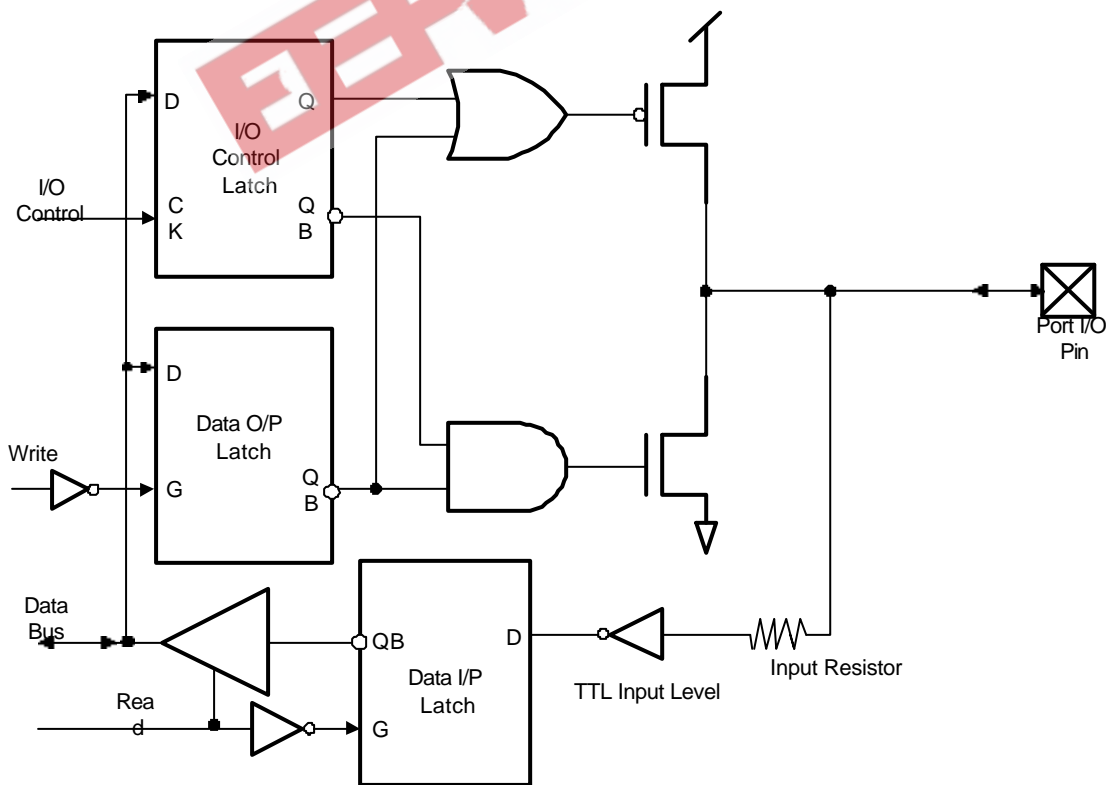 D
Q
I/O
Control
Latch
I/O
Control
C
K
Q
B
Port I/O
Pin
D
Data O/P
Latch
Write
G
Q
B
Data
Bus
QB
D
Data I/P
Latch
TTL Input Level
Input Resistor
Rea
d
G